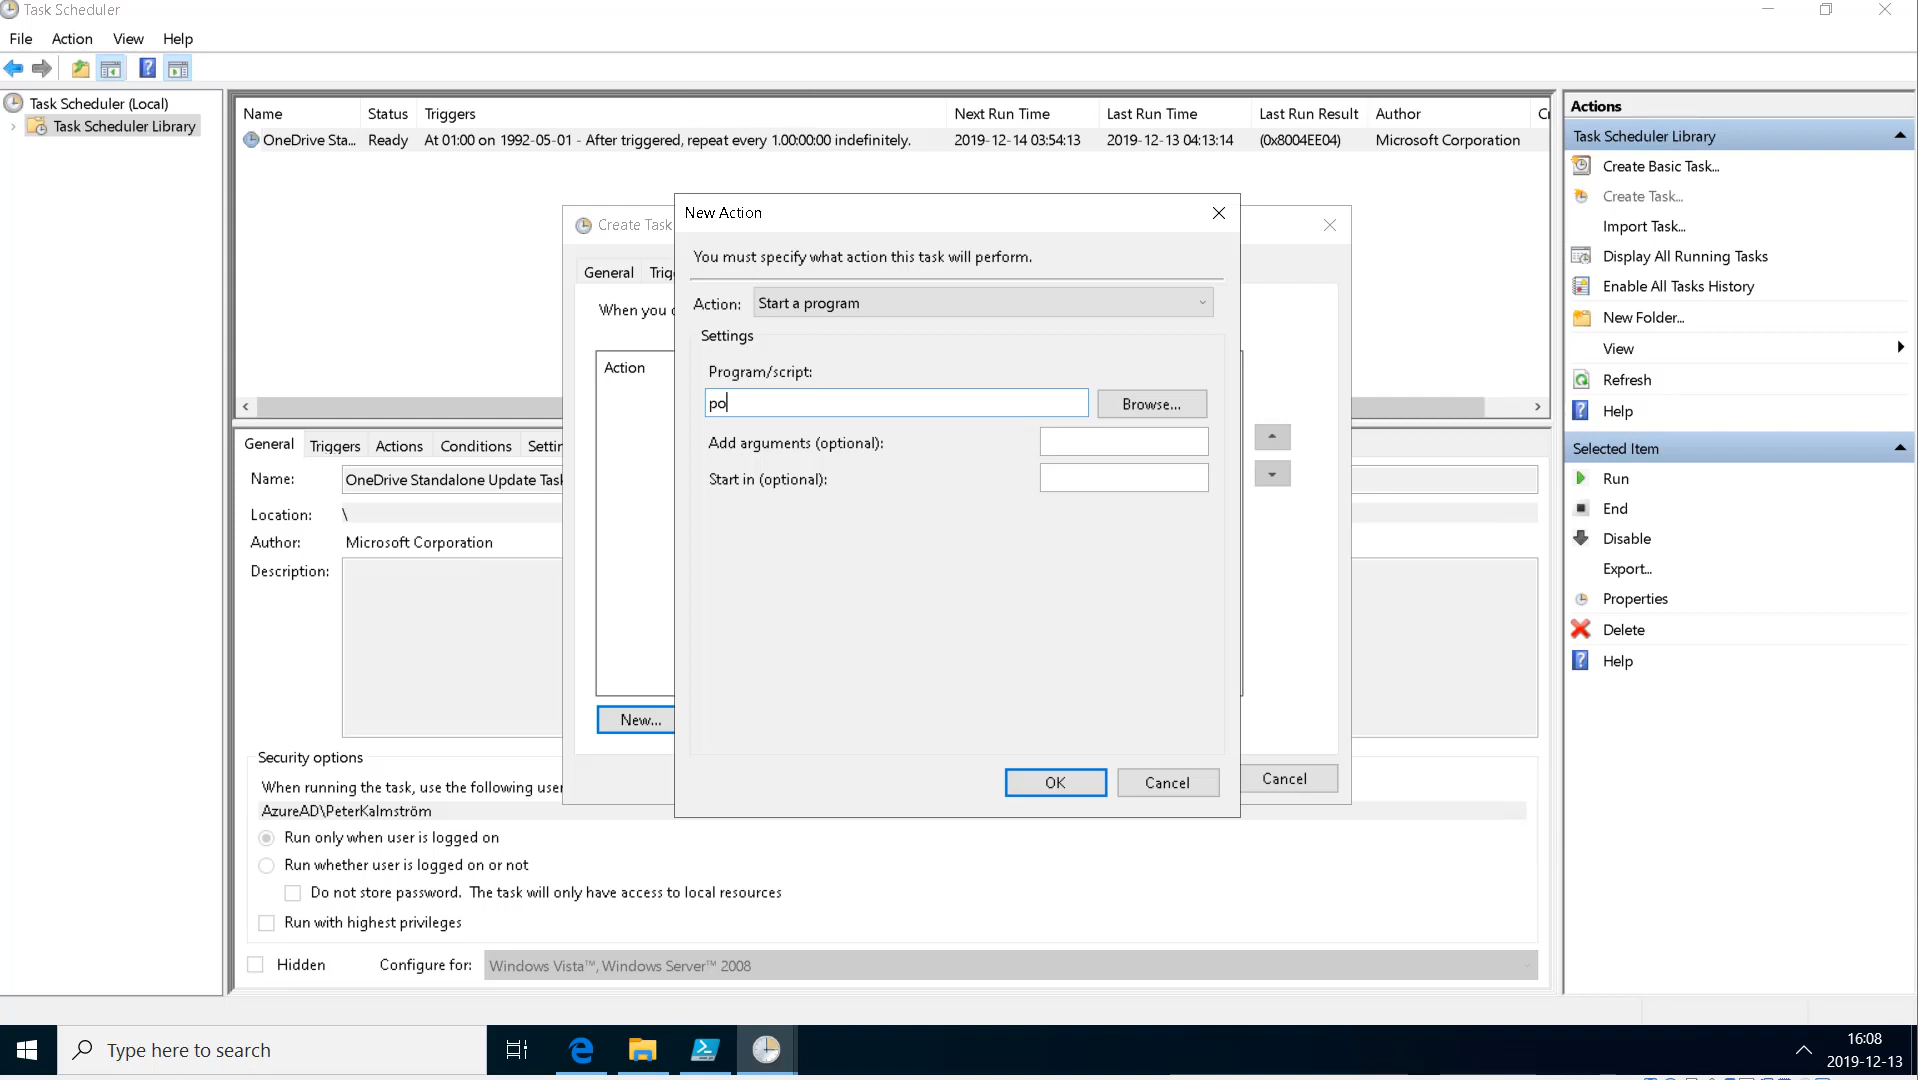 Task Scheduler
File Action View Help
Task Scheduler (Local)
Task Scheduler Library
Name Status Triggers Next Run Time Last Run Time Last Run Result Author
OneDrive Sta... Ready At 01:00 on 1992-05-01 - After triggered, repeat every 1.00:00:00 indefinitely. 2019-12-14 03:54:13 2019-12-13 04:13:14 (0x8004EE04) Microsoft Corporation
Create Task
General
When you
Action
New...
Cancel
New Action
You must specify what action this task will perform.
Action: Start a program
Settings
Program/script:
po
Browse...
Add arguments (optional):
Start in (optional):
OK Cancel
General Triggers Actions Conditions
Name: OneDrive Standalone Update Task
Location: \
Author: Microsoft Corporation
Description:
Security options
When running the task, use the following user
AzureAD\PeterKalmström
Run only when user is logged on
Run whether user is logged on or not
Do not store password. The task will only have access to local resources
Run with highest privileges
Hidden Configure for: Windows Vista™, Windows Server™ 2008
Actions
Task Scheduler Library
Create Basic Task...
Create Task...
Import Task...
Display All Running Tasks
Enable All Tasks History
New Folder...
View
Refresh
Help
Selected Item
Run
End
Disable
Export...
Properties
Delete
Help
Type here to search
16:08
2019-12-13